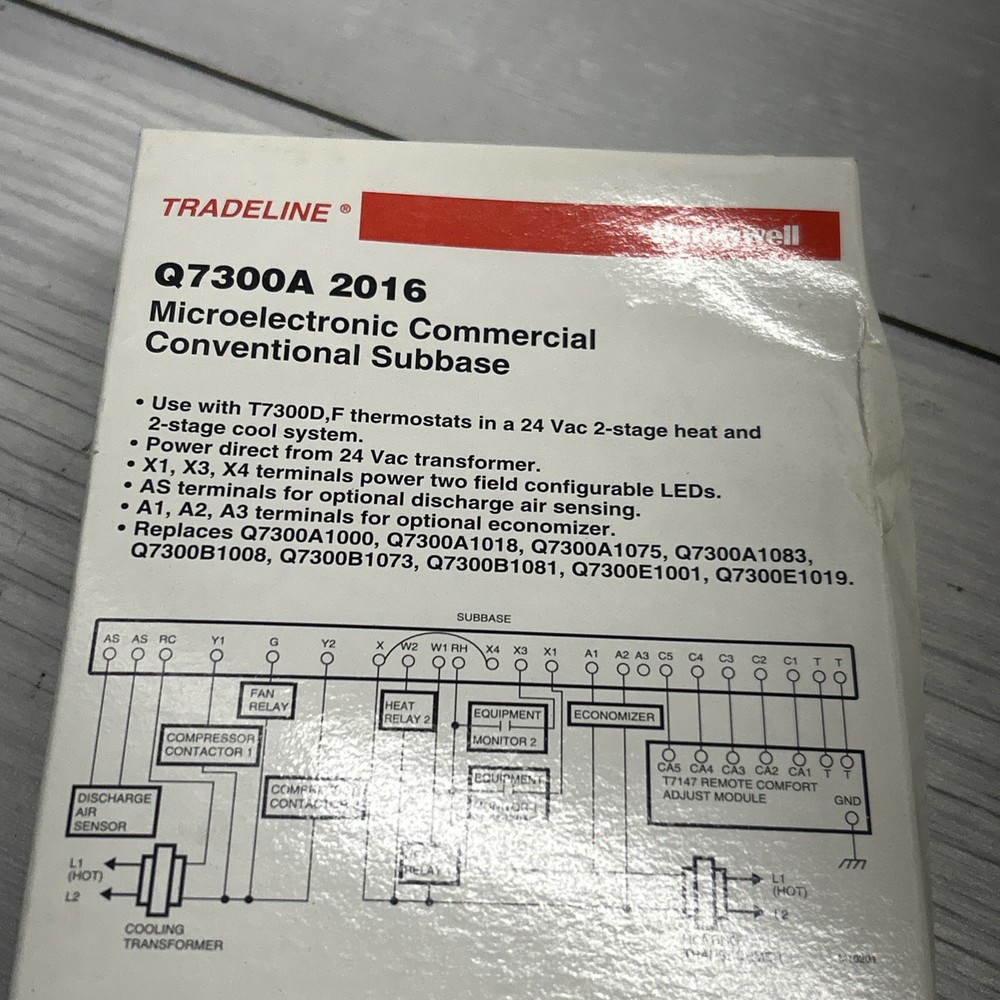 TRADELINE ® Honeywell
Q7300A 2016
Microelectronic Commercial
Conventional Subbase
• Use with T7300D,F thermostats in a 24 Vac 2-stage heat and
2-stage cool system.
• Power direct from 24 Vac transformer.
• X1, X3, X4 terminals power two field configurable LEDs.
• AS terminals for optional discharge air sensing.
• A1, A2, A3 terminals for optional economizer.
• Replaces Q7300A1000, Q7300A1018, Q7300A1075, Q7300A1083,
Q7300B1008, Q7300B1073, Q7300B1081, Q7300E1001, Q7300E1019.
SUBBASE
AS AS RC Y1 G Y2 X W2 W1 RH X4 X3 X1 A1 A2 A3 C5 C4 C3 C2 C1 T T
FAN
RELAY
HEAT
RELAY 2
EQUIPMENT
MONITOR 2
ECONOMIZER
COMPRESSOR
CONTACTOR 1
CA5 CA4 CA3 CA2 CA1 T T
T7147 REMOTE COMFORT
ADJUST MODULE
GND
EQUIPMENT
COMPRESSOR
CONTACTOR
DISCHARGE
AIR
SENSOR
RELAY
L1
(HOT)
L2
L1
(HOT)
L2
COOLING
TRANSFORMER